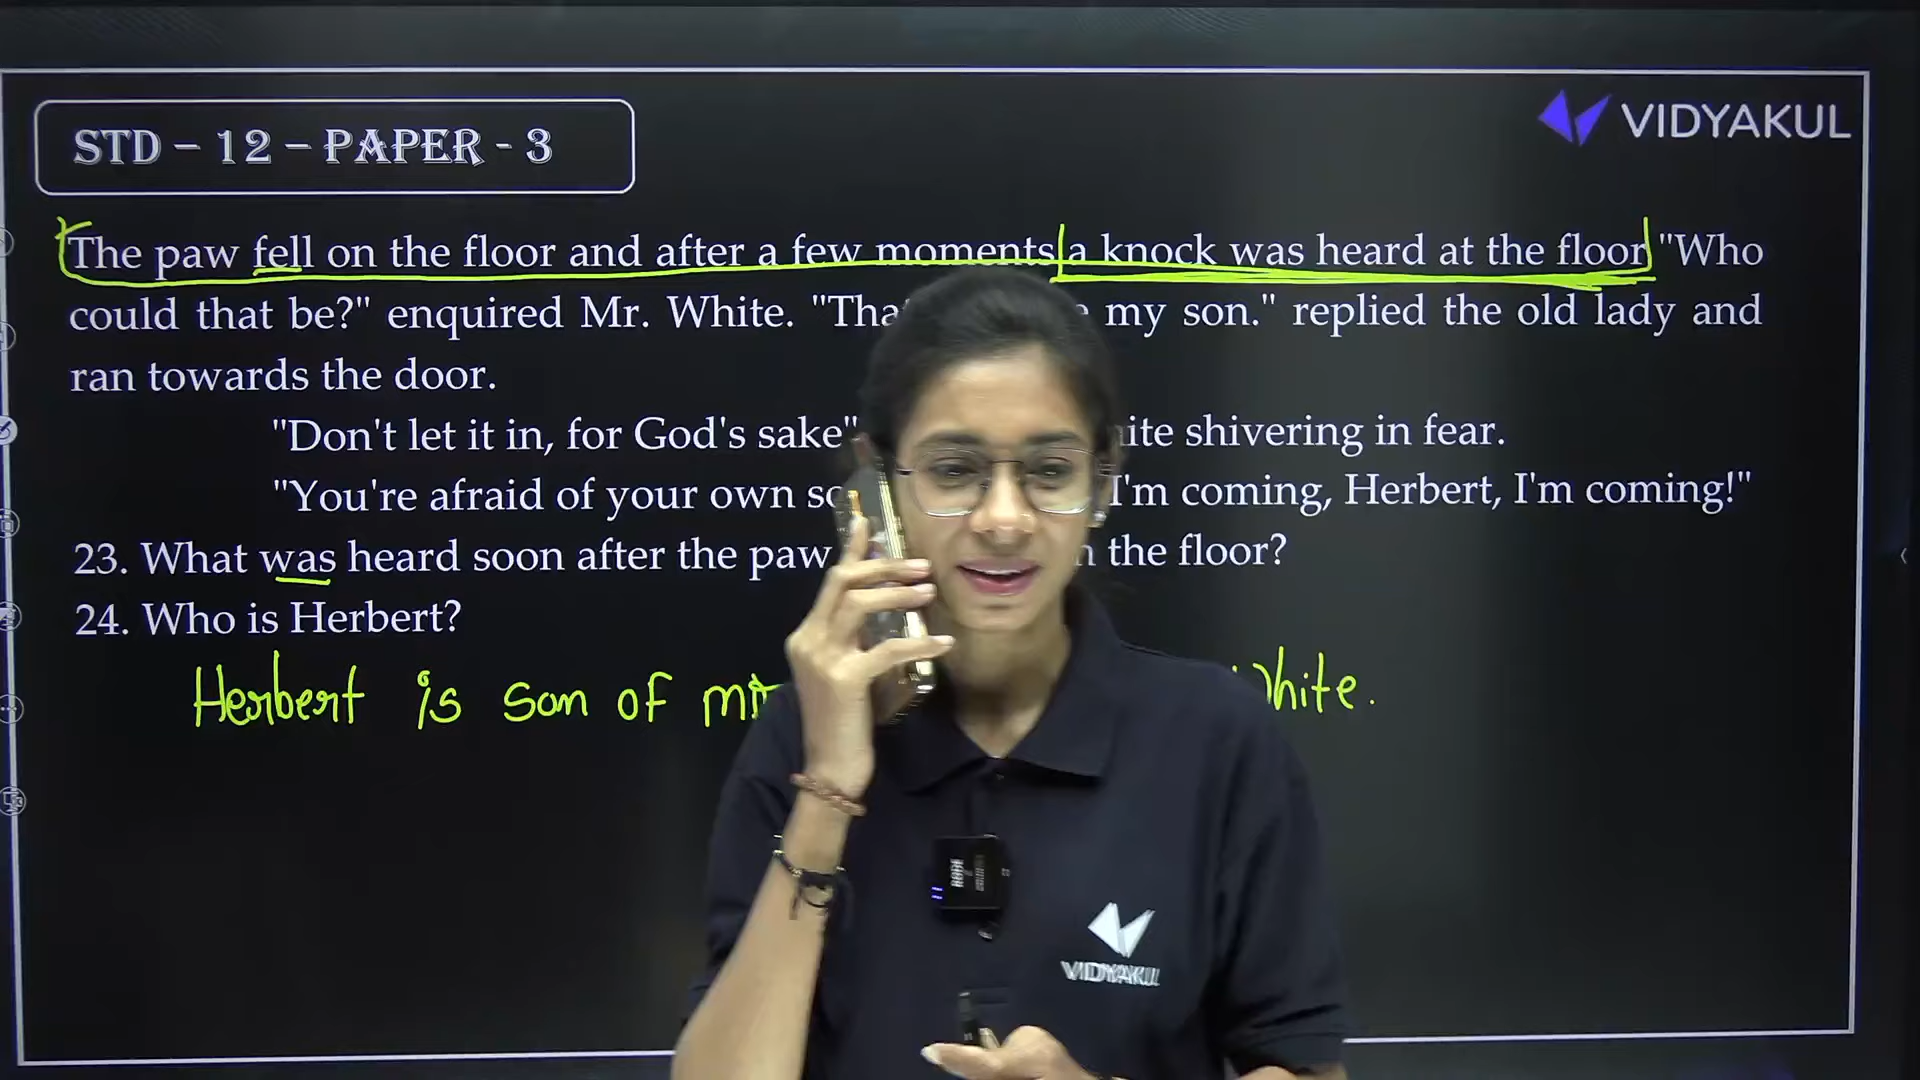 STD – 12 – PAPER - 3
VIDYAKUL
The paw fell on the floor and after a few moments a knock was heard at the floor "Who
could that be?" enquired Mr. White. "That my son." replied the old lady and
ran towards the door.
"Don't let it in, for God's sake" shivering in fear.
"You're afraid of your own I'm coming, Herbert, I'm coming!"
23. What was heard soon after the paw the floor?
24. Who is Herbert?
Herbert is son of White.
RODE
VIDYAKUL